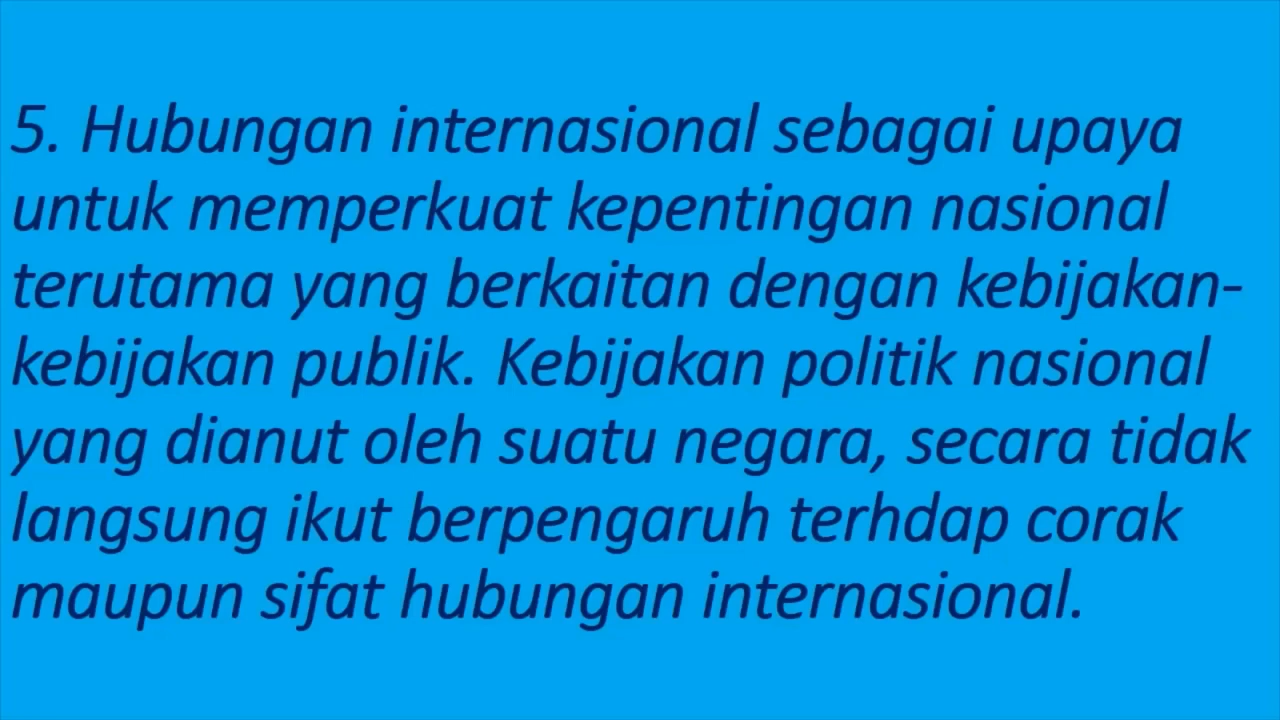 5. Hubungan internasional sebagai upaya
untuk memperkuat kepentingan nasional
terutama yang berkaitan dengan kebijakan-
kebijakan publik. Kebijakan politik nasional
yang dianut oleh suatu negara, secara tidak
langsung ikut berpengaruh terhdap corak
maupun sifat hubungan internasional.